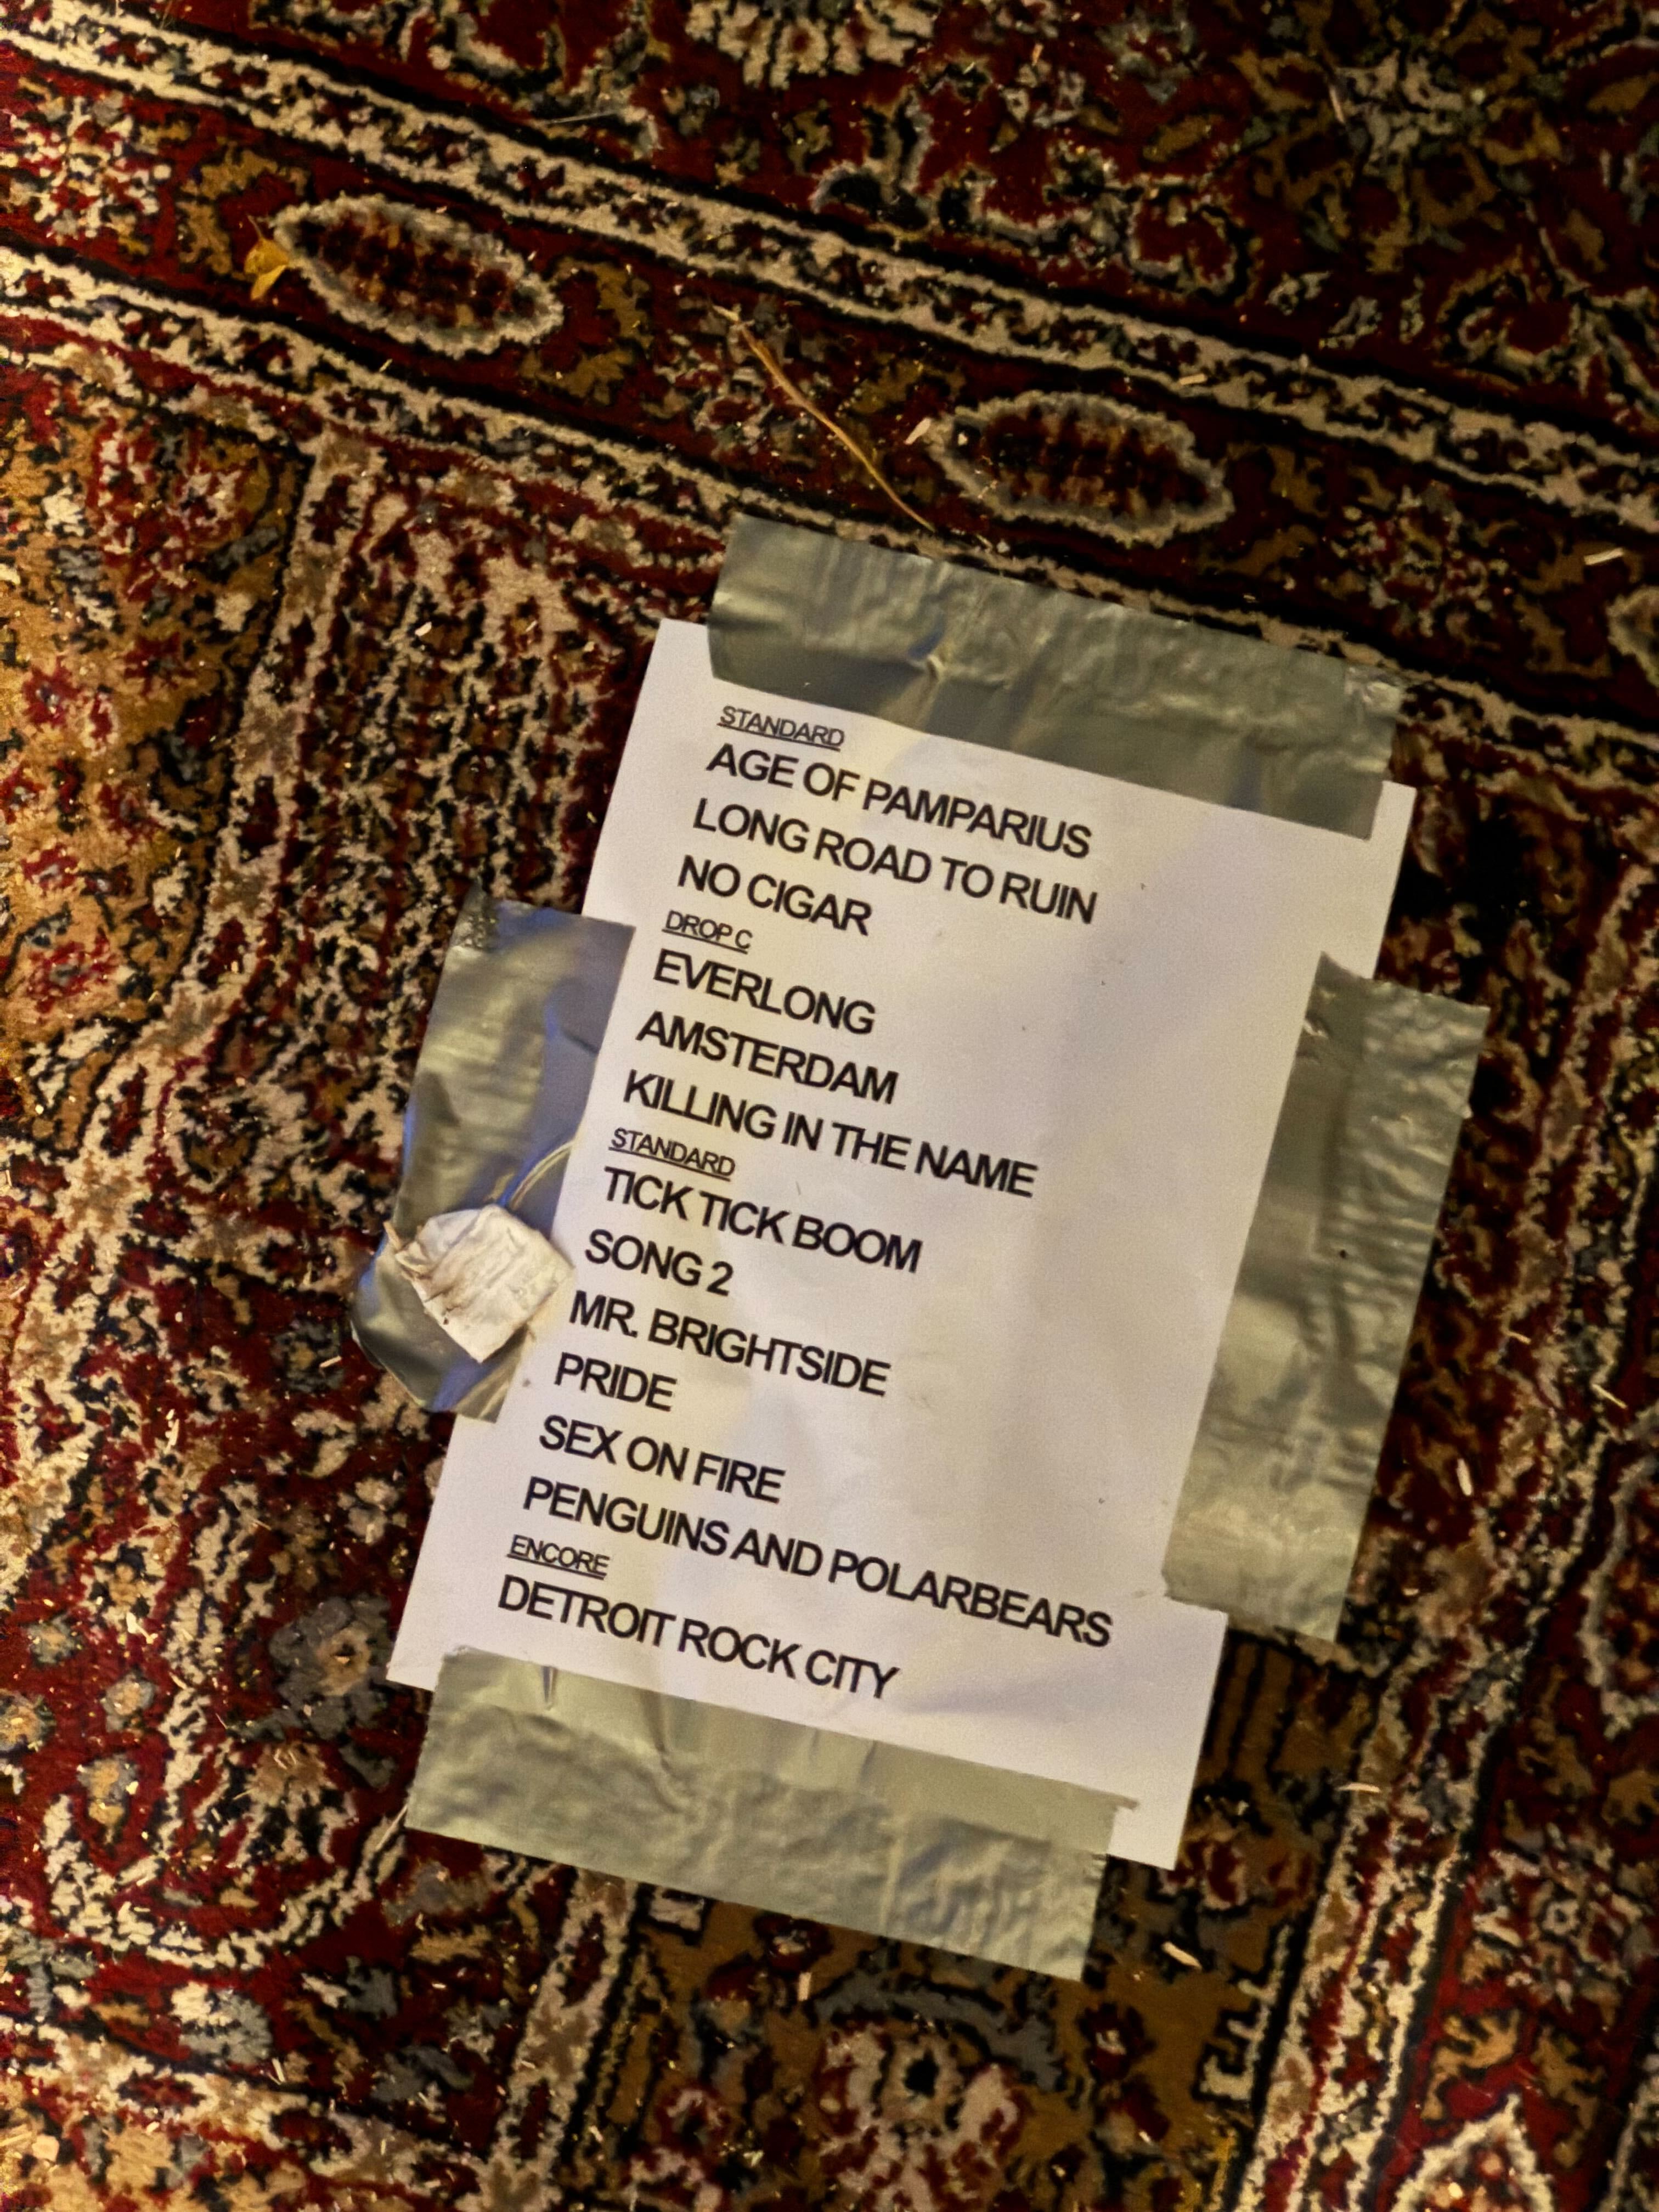 STANDARD
AGE OF PAMPARIUS
LONG ROAD TO RUIN
NO CIGAR
DROP C
EVERLONG
AMSTERDAM
KILLING IN THE NAME
STANDARD
TICK TICK BOOM
SONG 2
MR. BRIGHTSIDE
PRIDE
SEX ON FIRE
PENGUINS AND POLARBEARS
ENCORE
DETROIT ROCK CITY